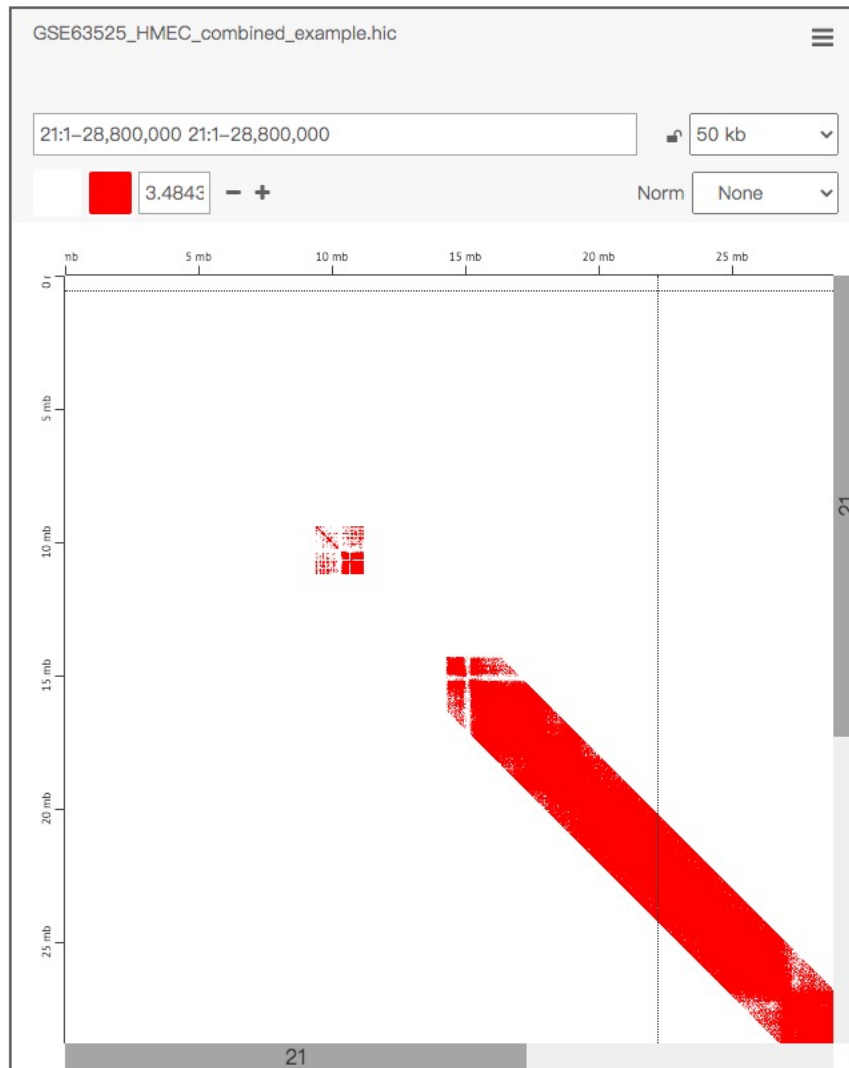 GSE63525_HMEC_combined_example.hic
21:1–28,800,000 21:1–28,800,000
50 kb
3.4843
Norm
None
mb
5 mb
10 mb
15 mb
20 mb
25 mb
0 r
5 mb
10 mb
15 mb
20 mb
25 mb
21
21